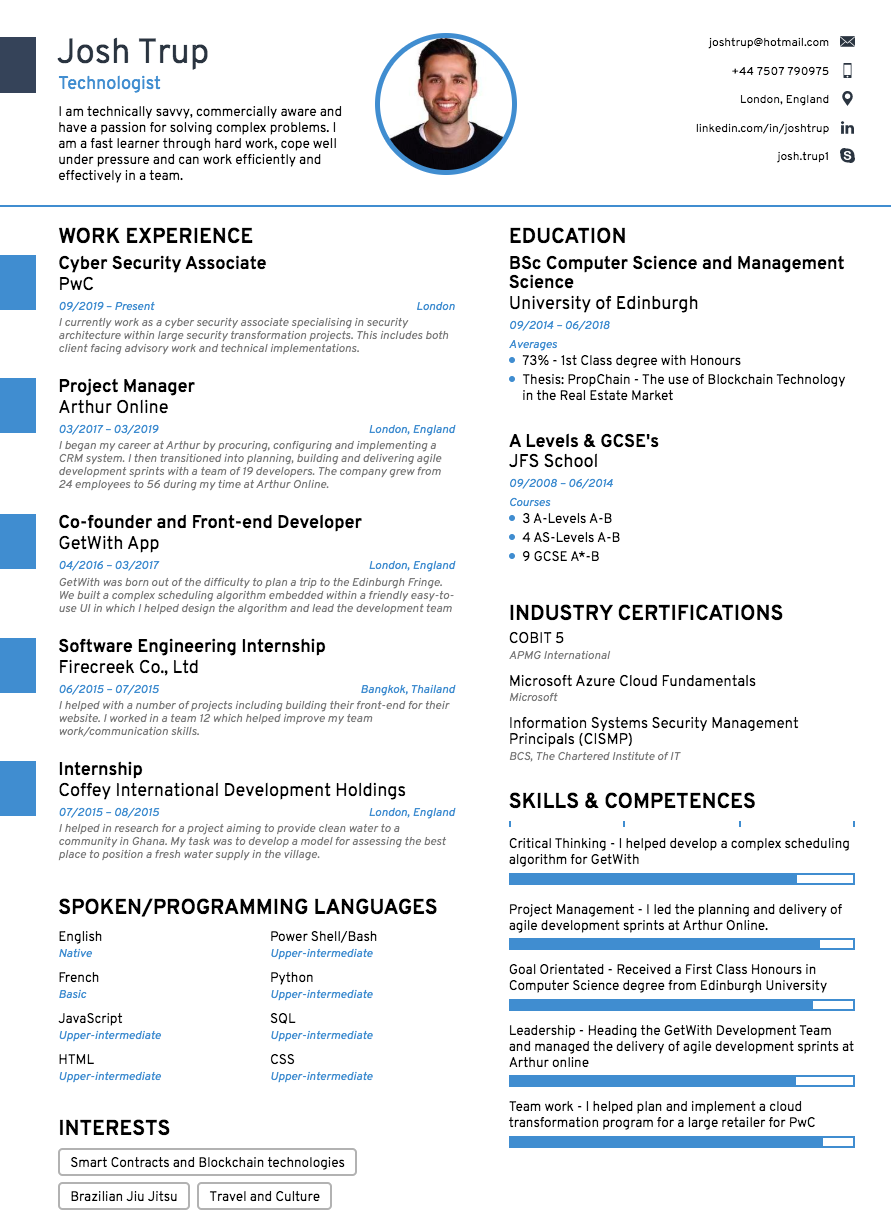 Josh Trup
Technologist
I am technically savvy, commercially aware and
have a passion for solving complex problems. I
am a fast learner through hard work, cope well
under pressure and can work efficiently and
effectively in a team.
joshtrup@hotmail.com
+44 7507 790975
London, England
linkedin.com/in/joshtrup
josh.trup1
WORK EXPERIENCE
Cyber Security Associate
PwC
09/2019 – Present London
I currently work as a cyber security associate specialising in security
architecture within large security transformation projects. This includes both
client facing advisory work and technical implementations.
Project Manager
Arthur Online
03/2017 – 03/2019 London, England
I began my career at Arthur by procuring, configuring and implementing a
CRM system. I then transitioned into planning, building and delivering agile
development sprints with a team of 19 developers. The company grew from
24 employees to 56 during my time at Arthur Online.
Co-founder and Front-end Developer
GetWith App
04/2016 – 03/2017 London, England
GetWith was born out of the difficulty to plan a trip to the Edinburgh Fringe.
We built a complex scheduling algorithm embedded within a friendly easy-to-
use UI in which I helped design the algorithm and lead the development team
Software Engineering Internship
Firecreek Co., Ltd
06/2015 – 07/2015 Bangkok, Thailand
I helped with a number of projects including building their front-end for their
website. I worked in a team 12 which helped improve my team
work/communication skills.
Internship
Coffey International Development Holdings
07/2015 – 08/2015 London, England
I helped in research for a project aiming to provide clean water to a
community in Ghana. My task was to develop a model for assessing the best
place to position a fresh water supply in the village.
SPOKEN/PROGRAMMING LANGUAGES
English Power Shell/Bash
Native Upper-intermediate
French Python
Basic Upper-intermediate
JavaScript SQL
Upper-intermediate Upper-intermediate
HTML CSS
Upper-intermediate Upper-intermediate
INTERESTS
Smart Contracts and Blockchain technologies
Brazilian Jiu Jitsu Travel and Culture
EDUCATION
BSc Computer Science and Management
Science
University of Edinburgh
09/2014 – 06/2018
Averages
73% - 1st Class degree with Honours
Thesis: PropChain - The use of Blockchain Technology
in the Real Estate Market
A Levels & GCSE's
JFS School
09/2008 – 06/2014
Courses
3 A-Levels A-B
4 AS-Levels A-B
9 GCSE A*-B
INDUSTRY CERTIFICATIONS
COBIT 5
APMG International
Microsoft Azure Cloud Fundamentals
Microsoft
Information Systems Security Management
Principals (CISMP)
BCS, The Chartered Institute of IT
SKILLS & COMPETENCES
Critical Thinking - I helped develop a complex scheduling
algorithm for GetWith
Project Management - I led the planning and delivery of
agile development sprints at Arthur Online.
Goal Orientated - Received a First Class Honours in
Computer Science degree from Edinburgh University
Leadership - Heading the GetWith Development Team
and managed the delivery of agile development sprints at
Arthur online
Team work - I helped plan and implement a cloud
transformation program for a large retailer for PwC